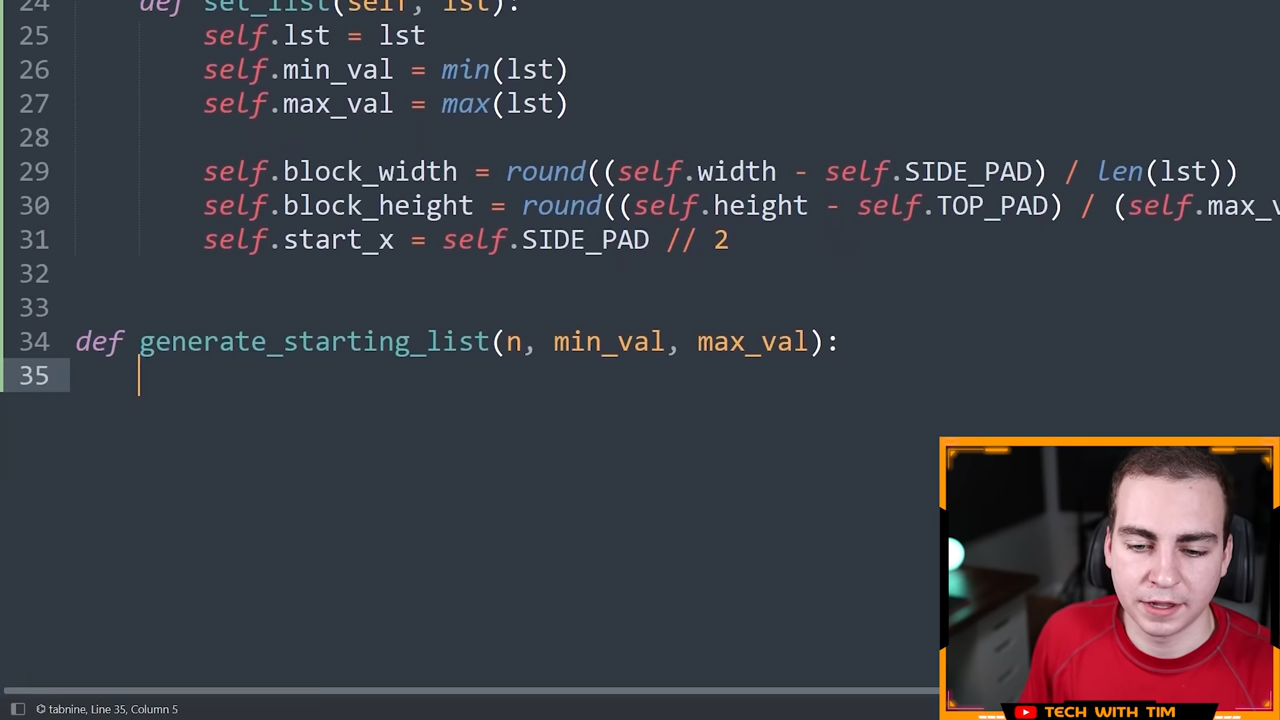 24 def set_list(self, lst):
25 self.lst = lst
26 self.min_val = min(lst)
27 self.max_val = max(lst)
28
29 self.block_width = round((self.width - self.SIDE_PAD) / len(lst))
30 self.block_height = round((self.height - self.TOP_PAD) / (self.max_v
31 self.start_x = self.SIDE_PAD // 2
32
33
34 def generate_starting_list(n, min_val, max_val):
35
TECH WITH TIM
tabnine, Line 35, Column 5